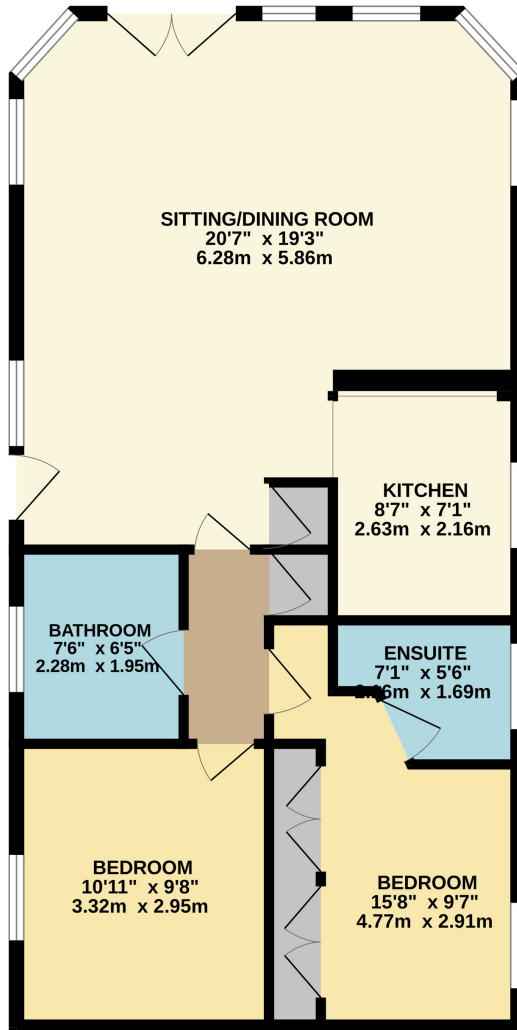 SITTING/DINING ROOM
20'7" x 19'3"
6.28m x 5.86m
KITCHEN
8'7" x 7'1"
2.63m x 2.16m
BATHROOM
7'6" x 6'5"
2.28m x 1.95m
ENSUITE
7'1" x 5'6"
x 1.69m
BEDROOM
10'11" x 9'8"
3.32m x 2.95m
BEDROOM
15'8" x 9'7"
4.77m x 2.91m